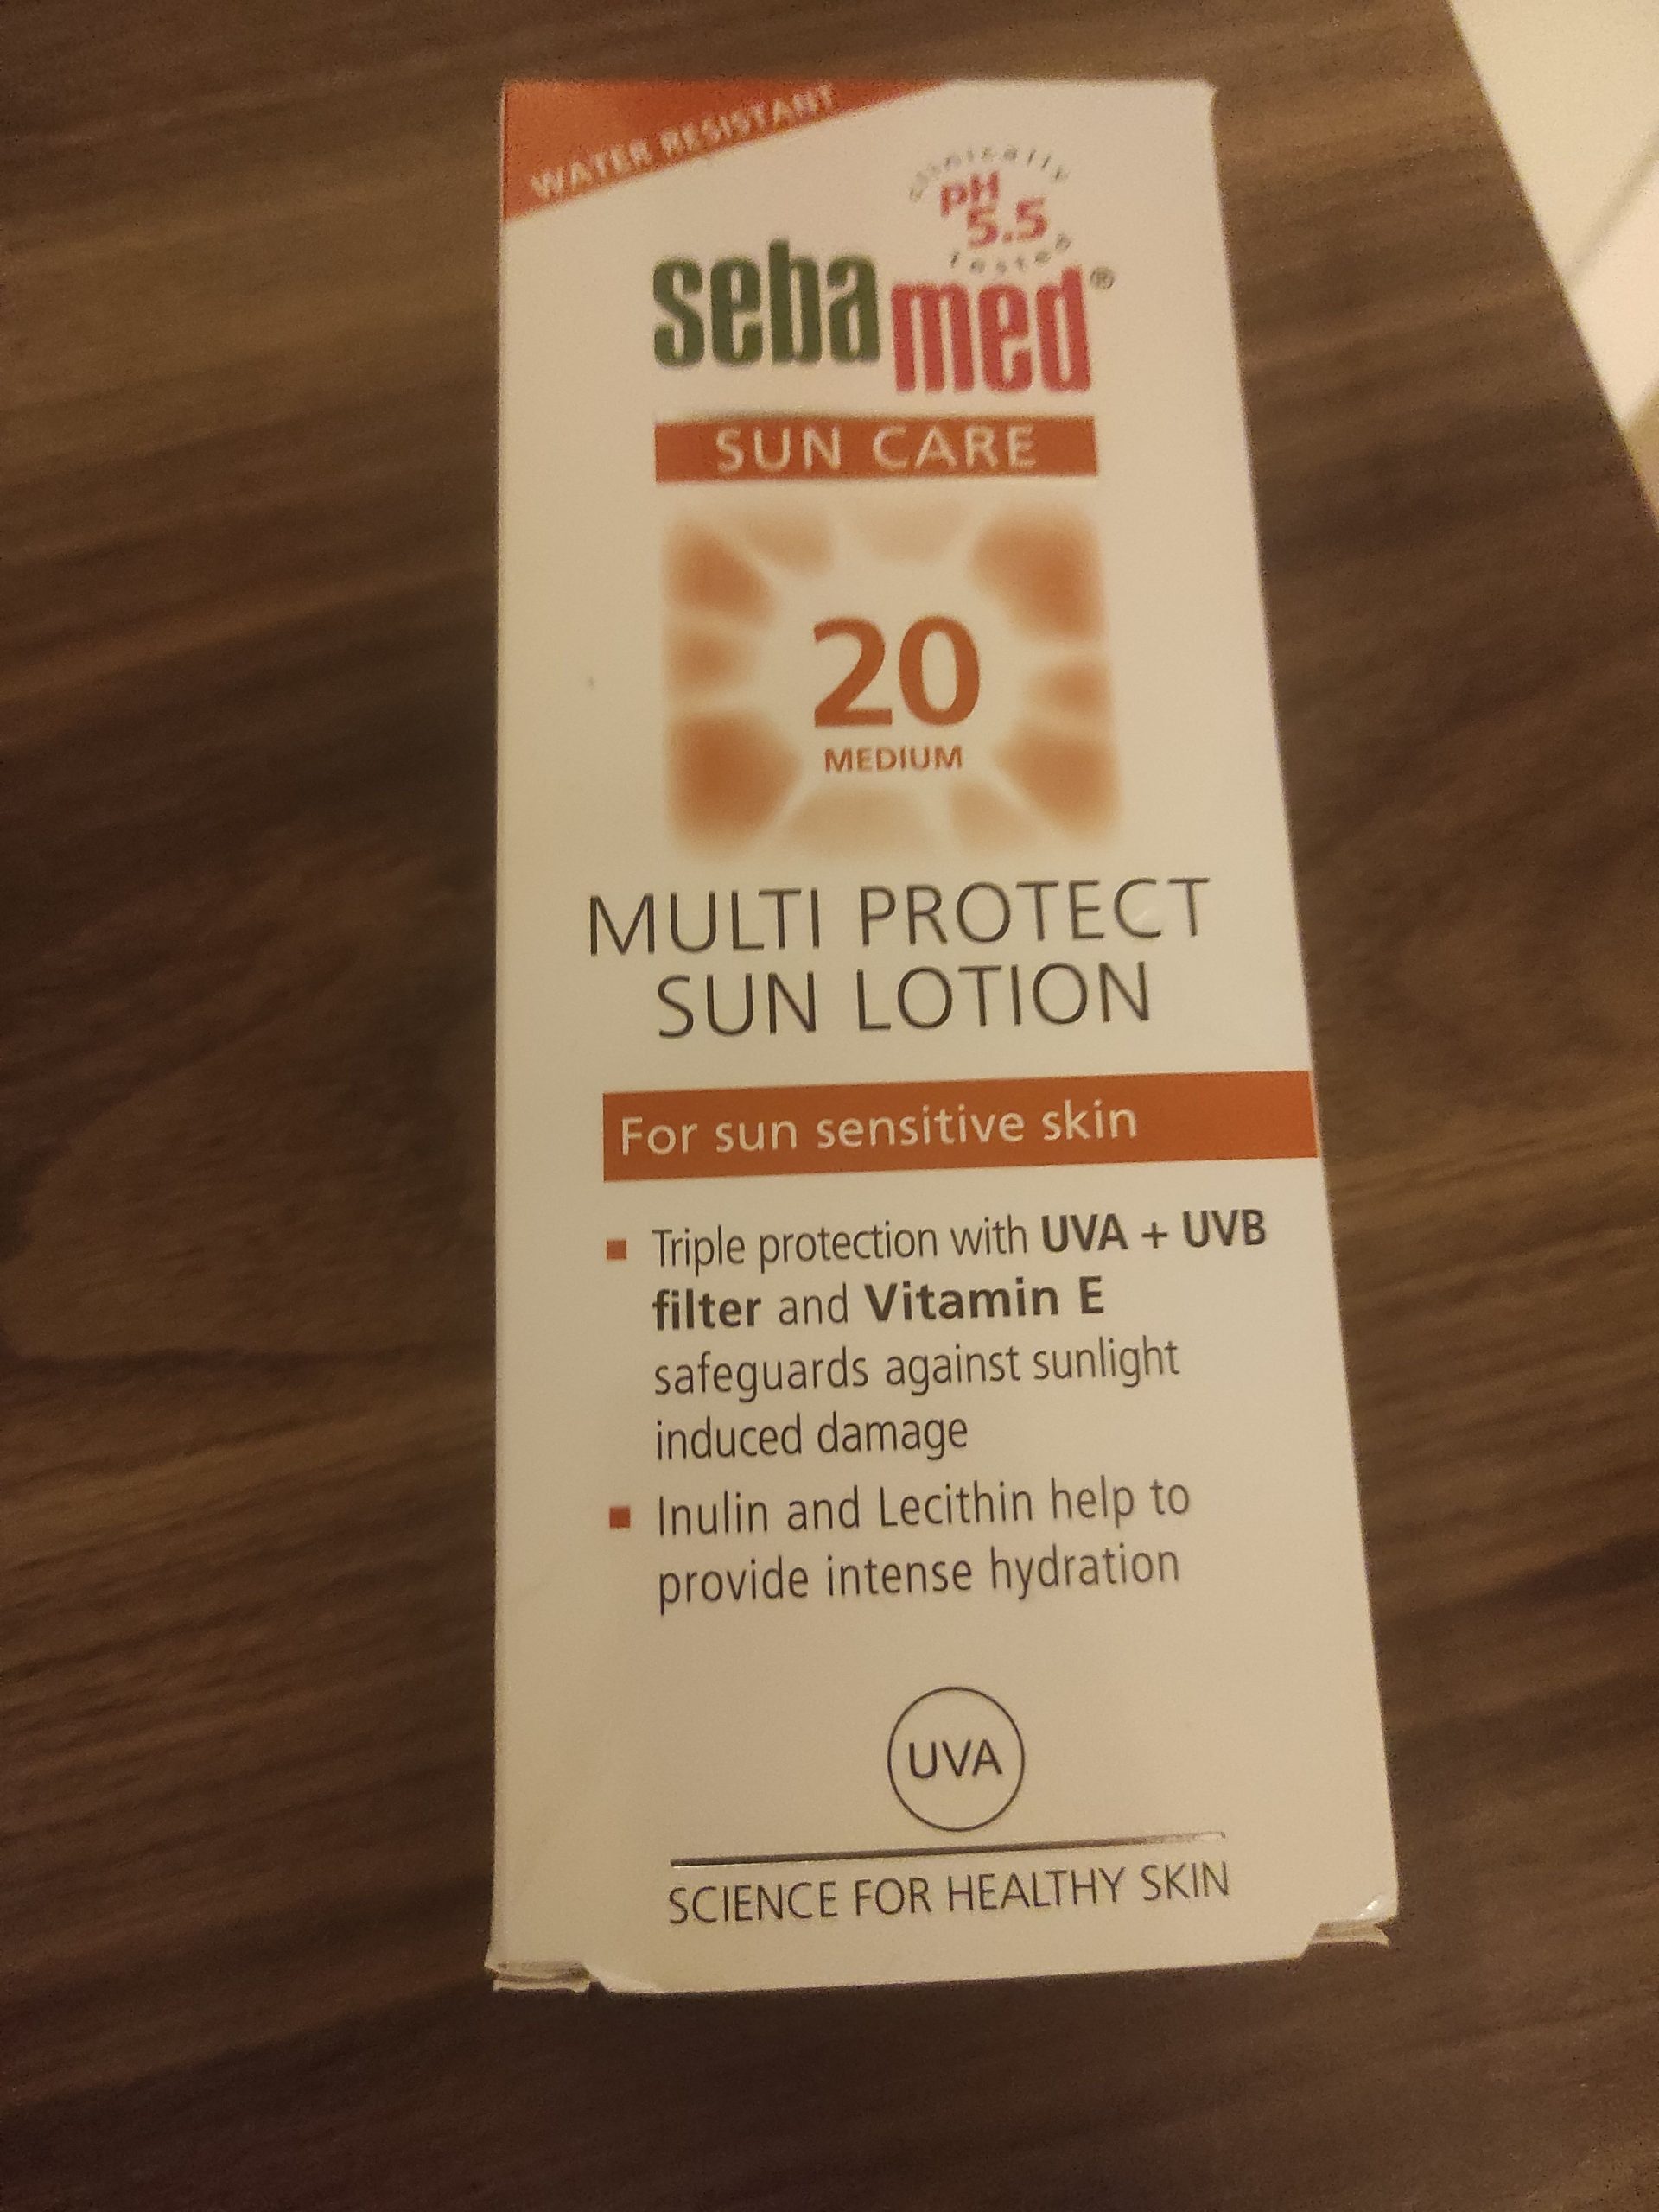 WATER RESISTANT
clinically
pH
5.5
tested
sebamed®
SUN CARE
20
MEDIUM
MULTI PROTECT
SUN LOTION
For sun sensitive skin
Triple protection with UVA + UVB
filter and Vitamin E
safeguards against sunlight
induced damage
Inulin and Lecithin help to
provide intense hydration
UVA
SCIENCE FOR HEALTHY SKIN